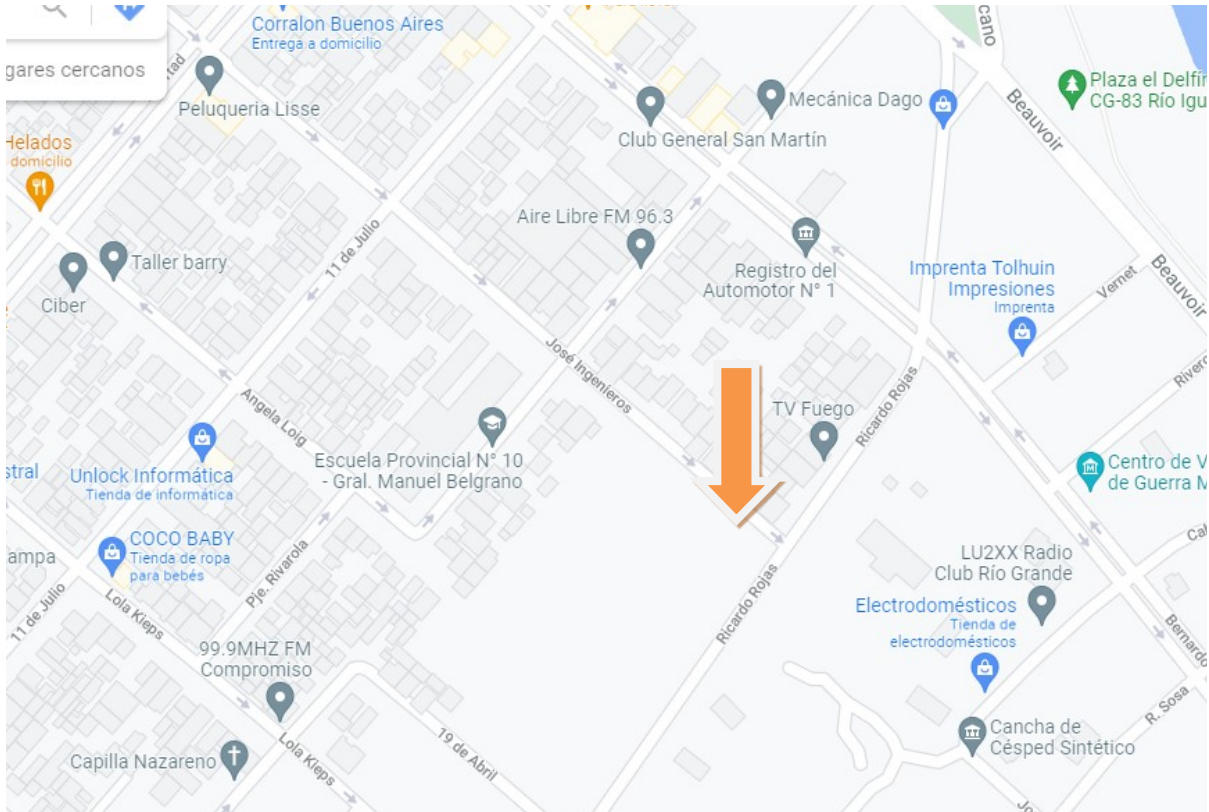 Corralon Buenos Aires
Entrega a domicilio
gares cercanos
Peluqueria Lisse
Helados
domicilio
Club General San Martín
Mecánica Dago
Beauvoir
Plaza el Delfín
CG-83 Río Igu
cano
Aire Libre FM 96.3
11 de Julio
Taller barry
Ciber
Registro del
Automotor N° 1
Imprenta Tolhuin
Impresiones
Imprenta
Vernet
Beauvoir
José Ingenieros
Rivero
Angela Loig
TV Fuego
Ricardo Rojas
Escuela Provincial N° 10
- Gral. Manuel Belgrano
Unlock Informática
Tienda de informática
stral
Centro de V
de Guerra M
COCO BABY
Tienda de ropa
para bebés
ampa
Pje. Rivarola
11 de Julio
Lola Kieps
LU2XX Radio
Club Río Grande
Ricardo Rojas
Electrodomésticos
Tienda de
electrodomésticos
Bernardo
99.9MHZ FM
Compromiso
R. Sosa
Cancha de
Césped Sintético
19 de Abril
Capilla Nazareno
Lola Kieps